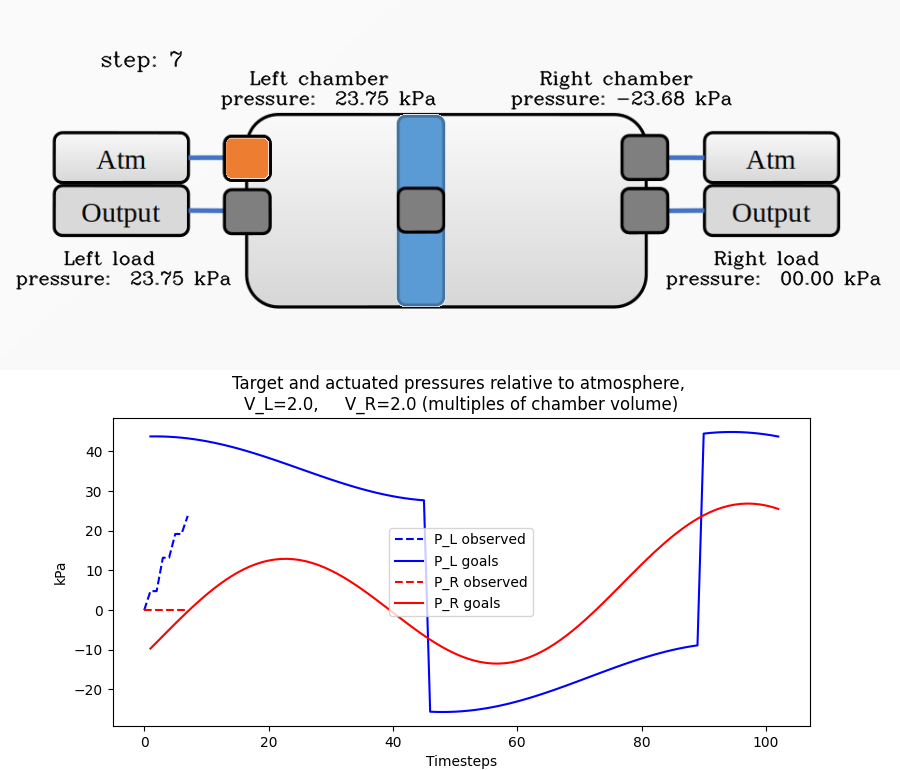 step: 7
Left chamber
pressure: 23.75 kPa
Right chamber
pressure: −23.68 kPa
Atm
Output
Atm
Output
Left load
pressure: 23.75 kPa
Right load
pressure: 00.00 kPa
Target and actuated pressures relative to atmosphere,
V_L=2.0, V_R=2.0 (multiples of chamber volume)
kPa
40
30
20
10
0
−10
−20
P_L observed
P_L goals
P_R observed
P_R goals
0 20 40 60 80 100
Timesteps